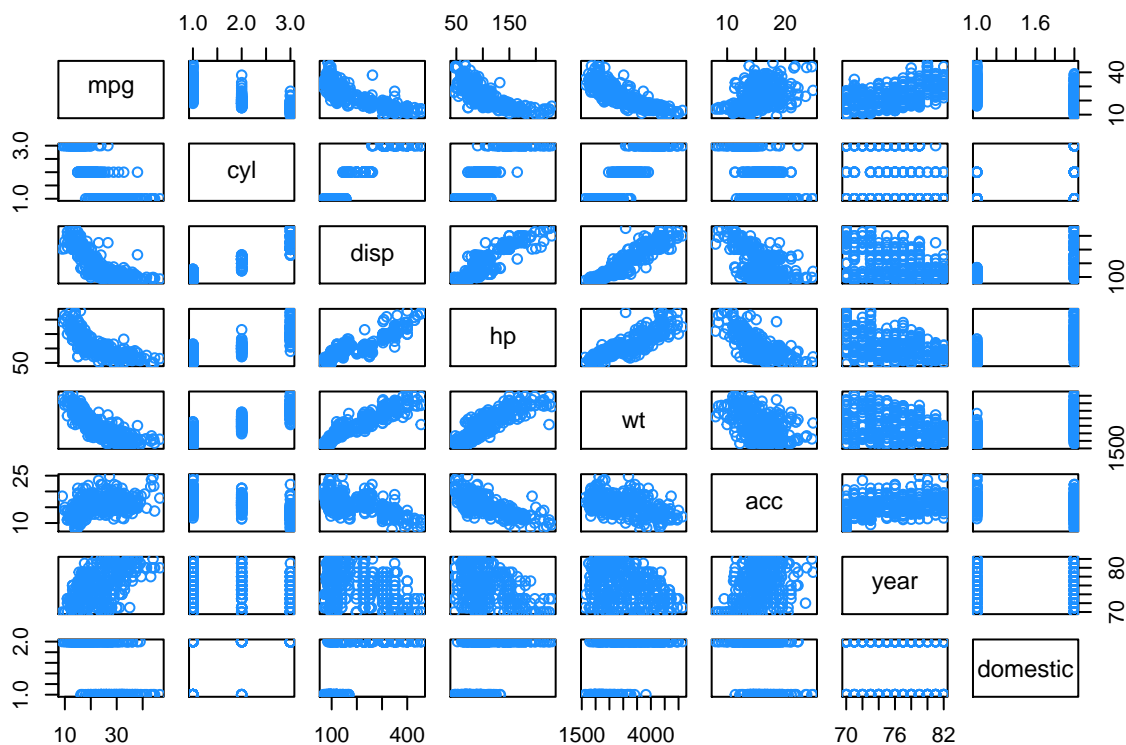 1.0 2.0 3.0 50 150 10 20 1.0 1.6
mpg 10 40
1.0 3.0 cyl
disp 100
50 hp
wt 1500
10 25 acc
year 70 80
1.0 2.0 domestic
10 30 100 400 1500 4000 70 76 82